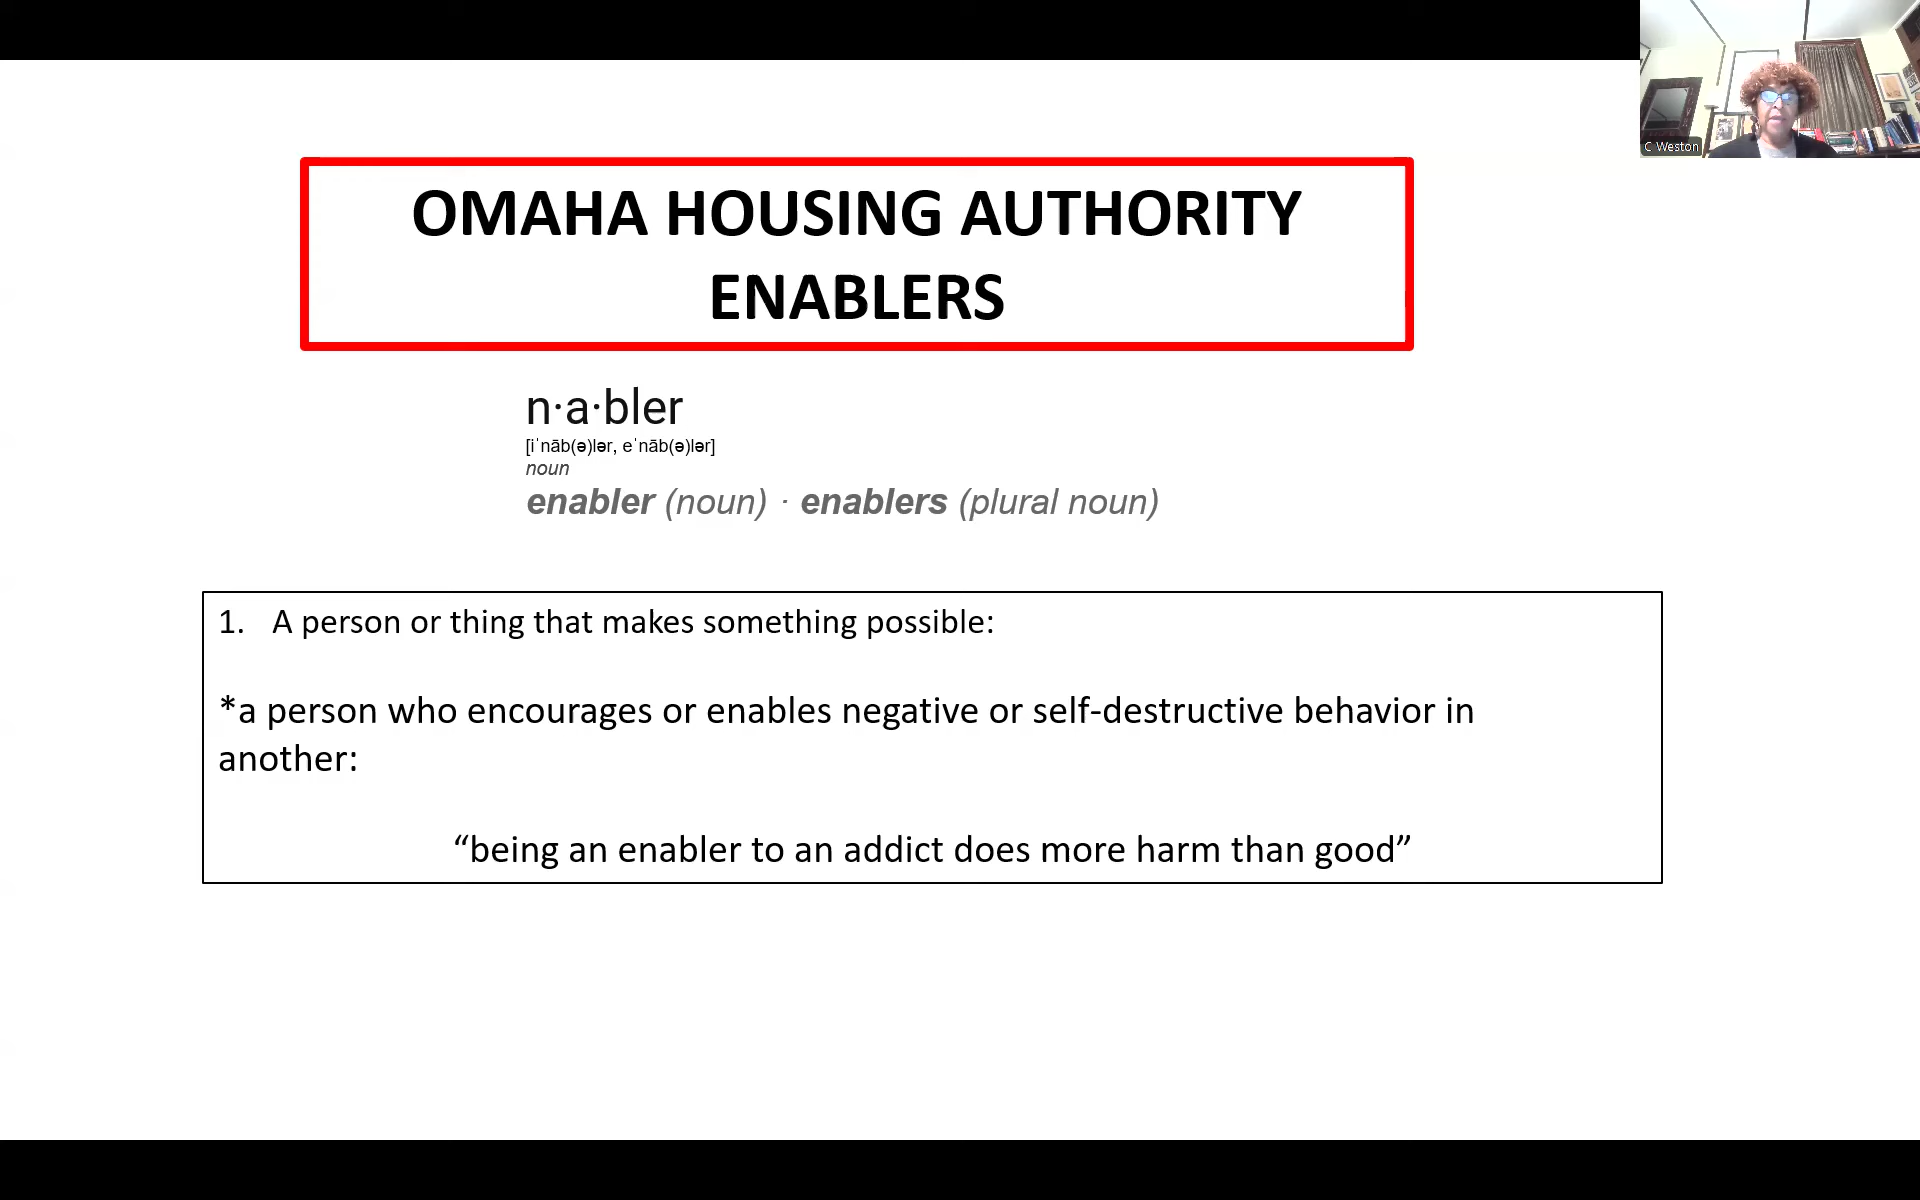 C Weston
OMAHA HOUSING AUTHORITY
ENABLERS
n·a·bler
[iˈnāb(ə)lər, eˈnāb(ə)lər]
noun
enabler (noun) · enablers (plural noun)
1. A person or thing that makes something possible:
*a person who encourages or enables negative or self-destructive behavior in
another:
“being an enabler to an addict does more harm than good”